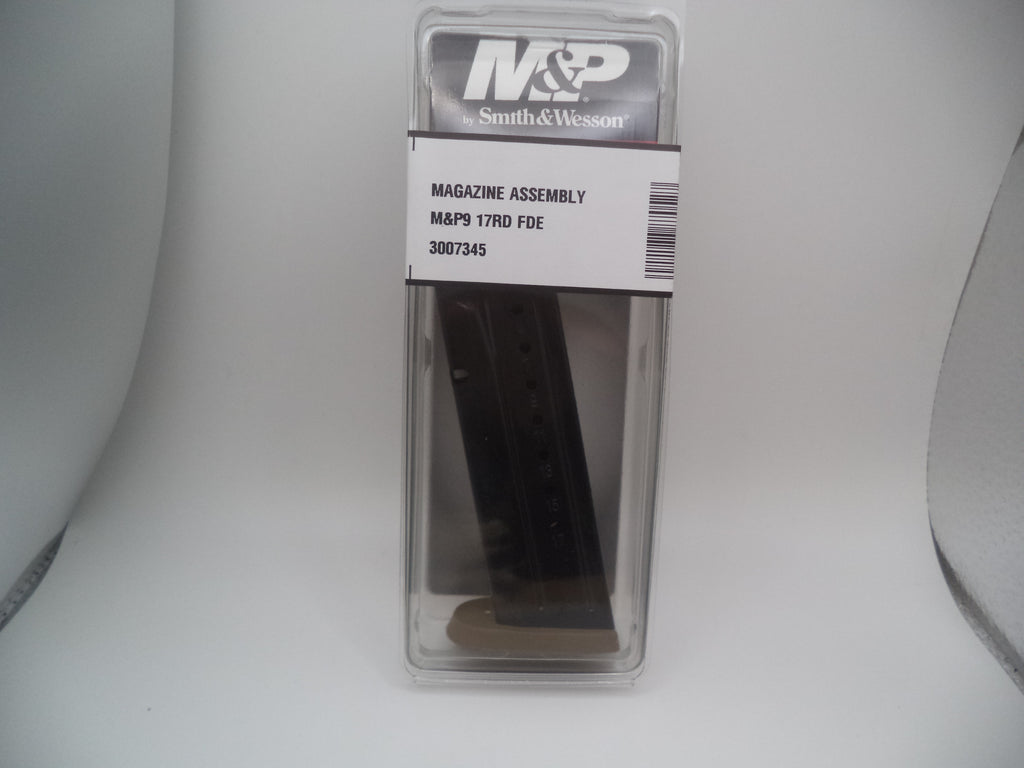 M&P®
by Smith & Wesson®
MAGAZINE ASSEMBLY
M&P9 17RD FDE
3007345